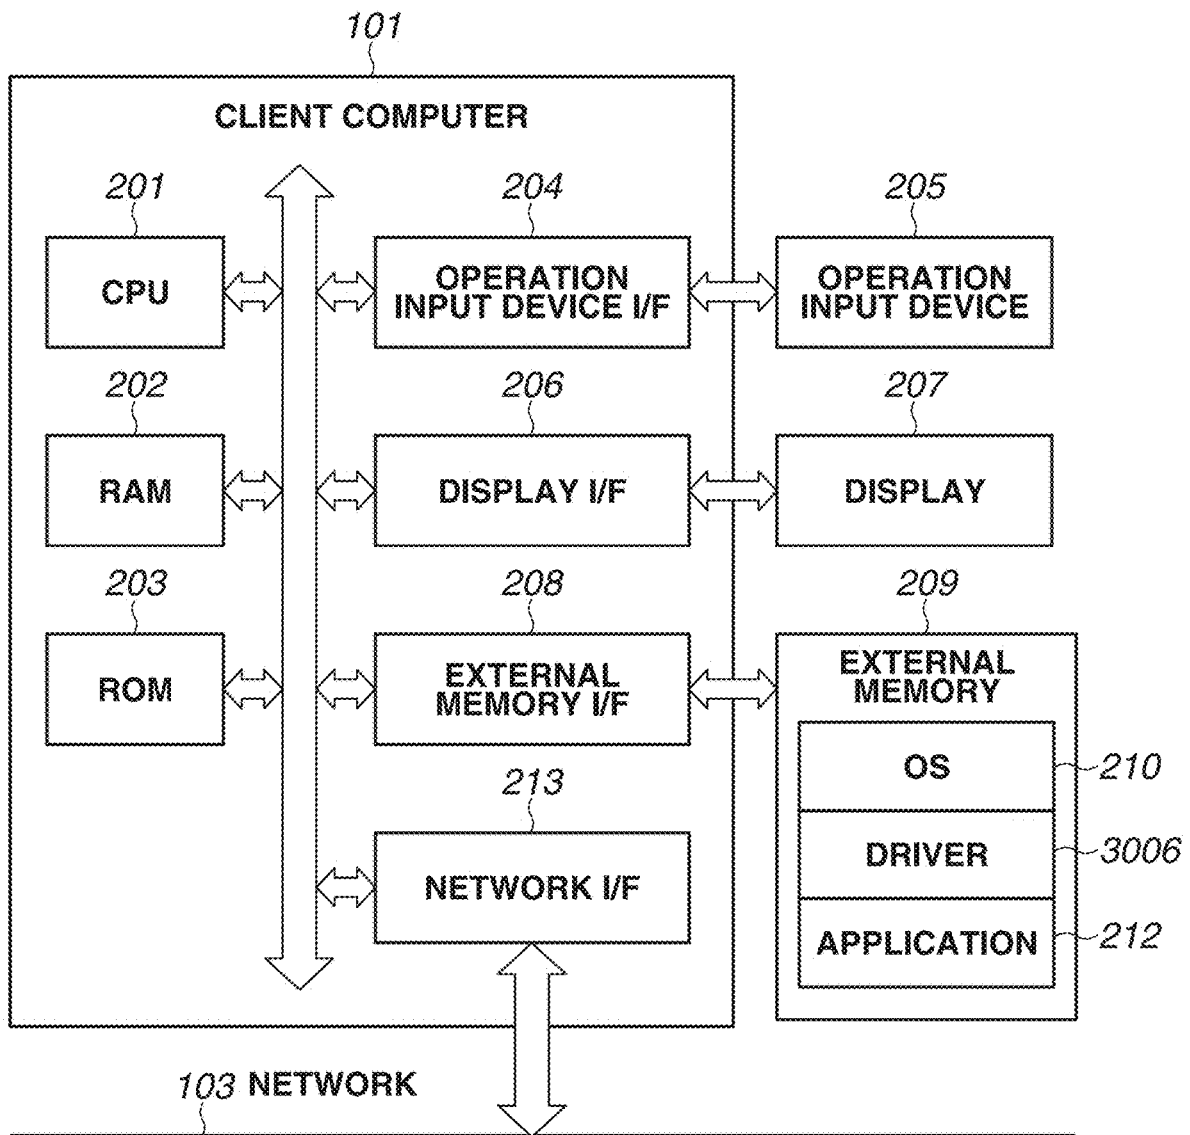 101
CLIENT COMPUTER
201
204
205
CPU
OPERATION
INPUT DEVICE I/F
OPERATION
INPUT DEVICE
202
206
207
RAM
DISPLAY I/F
DISPLAY
203
208
209
ROM
EXTERNAL
MEMORY I/F
EXTERNAL
MEMORY
OS
210
213
DRIVER
3006
NETWORK I/F
APPLICATION
212
103 NETWORK